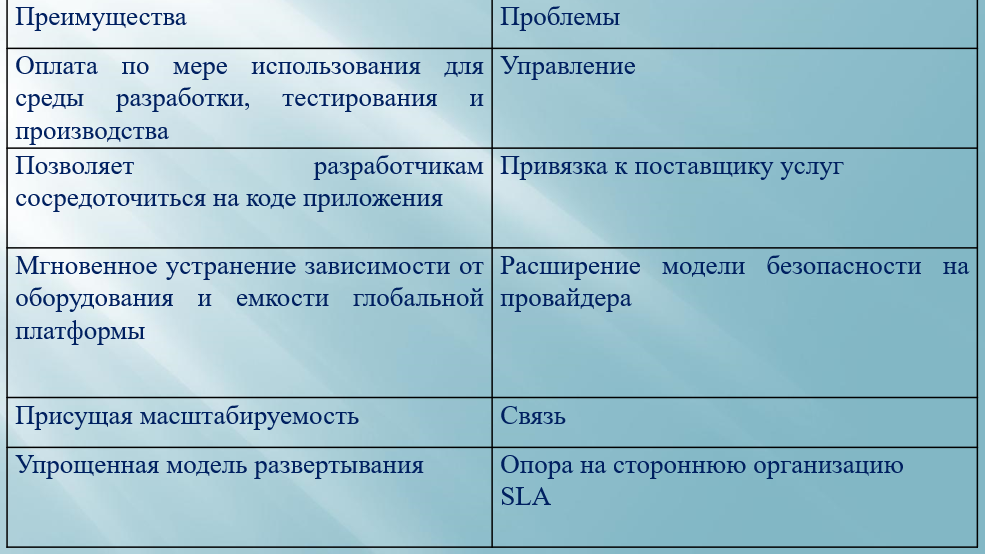 Преимущества
Проблемы
Оплата по мере использования для
среды разработки, тестирования и
производства
Управление
Позволяет разработчикам
сосредоточиться на коде приложения
Привязка к поставщику услуг
Мгновенное устранение зависимости от
оборудования и емкости глобальной
платформы
Расширение модели безопасности на
провайдера
Присущая масштабируемость
Связь
Упрощенная модель развертывания
Опора на стороннюю организацию
SLA